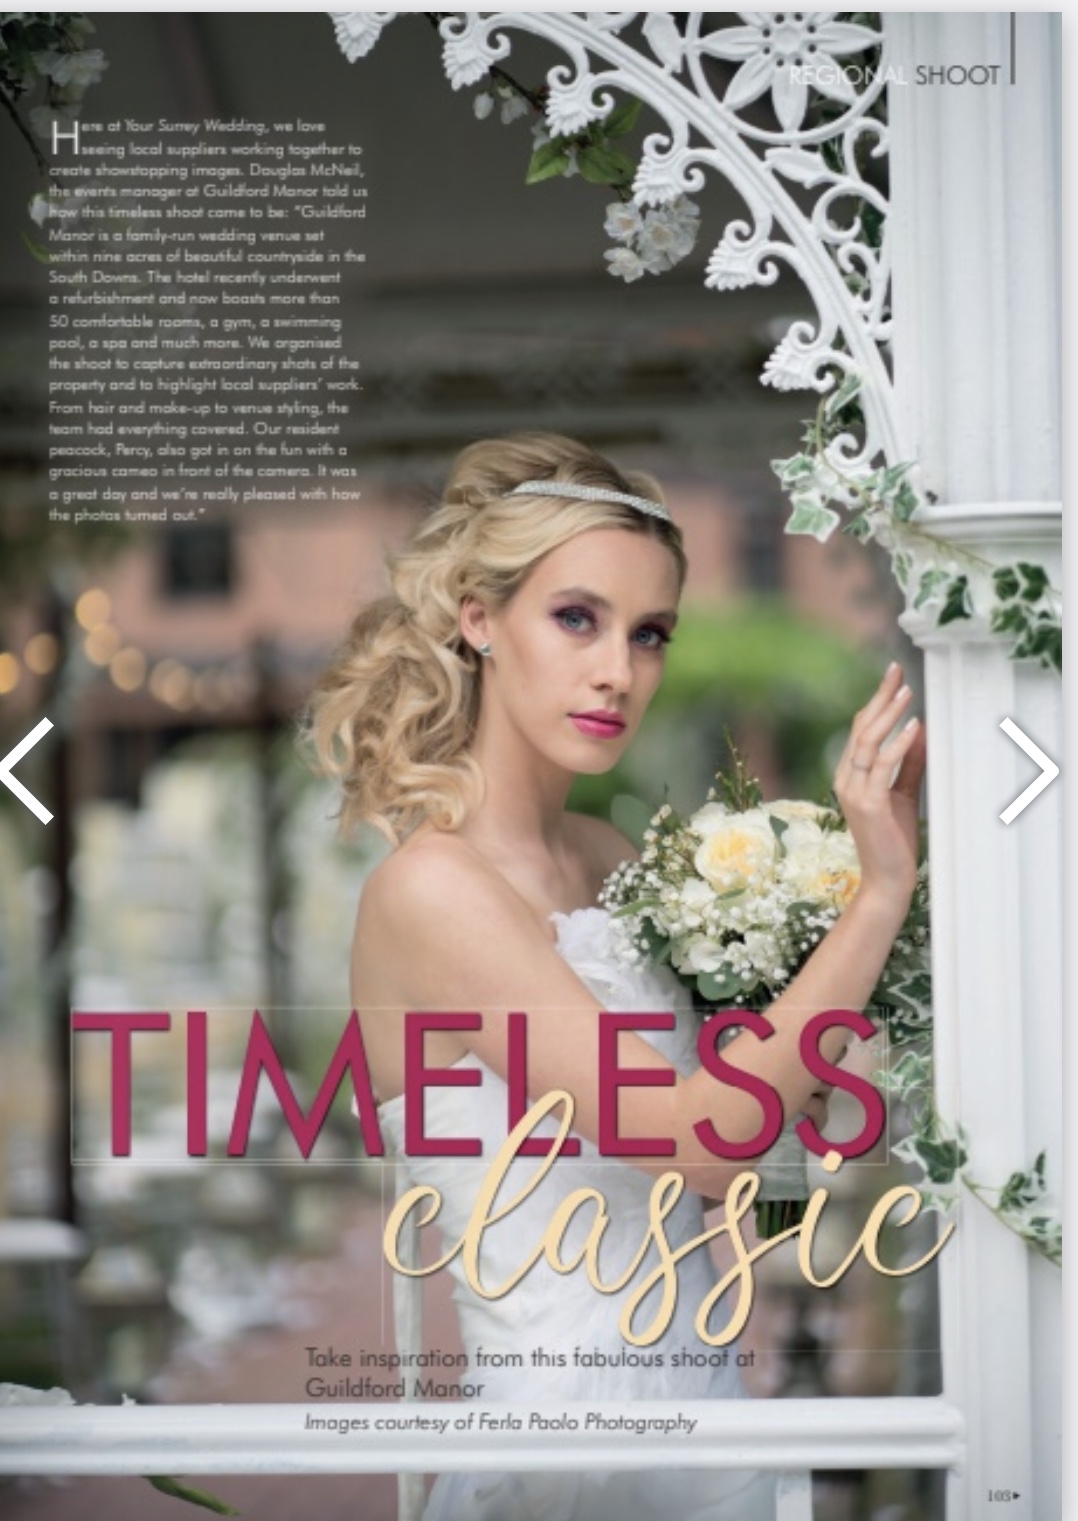 REGIONAL SHOOT
Here at Your Surrey Wedding, we love
seeing local suppliers working together to
create showstopping images. Douglas McNeil,
the events manager at Guildford Manor told us
how this timeless shoot came to be: "Guildford
Manor is a family-run wedding venue set
within nine acres of beautiful countryside in the
South Downs. The hotel recently underwent
a refurbishment and now boasts more than
50 comfortable rooms, a gym, a swimming
pool, a spa and much more. We organised
the shoot to capture extraordinary shots of the
property and to highlight local suppliers' work.
From hair and make-up to venue styling, the
team had everything covered. Our resident
peacock, Percy, also got in on the fun with a
gracious cameo in front of the camera. It was
a great day and we're really pleased with how
the photos turned out."
TIMELESS
classic
Take inspiration from this fabulous shoot at
Guildford Manor
Images courtesy of Ferla Paolo Photography